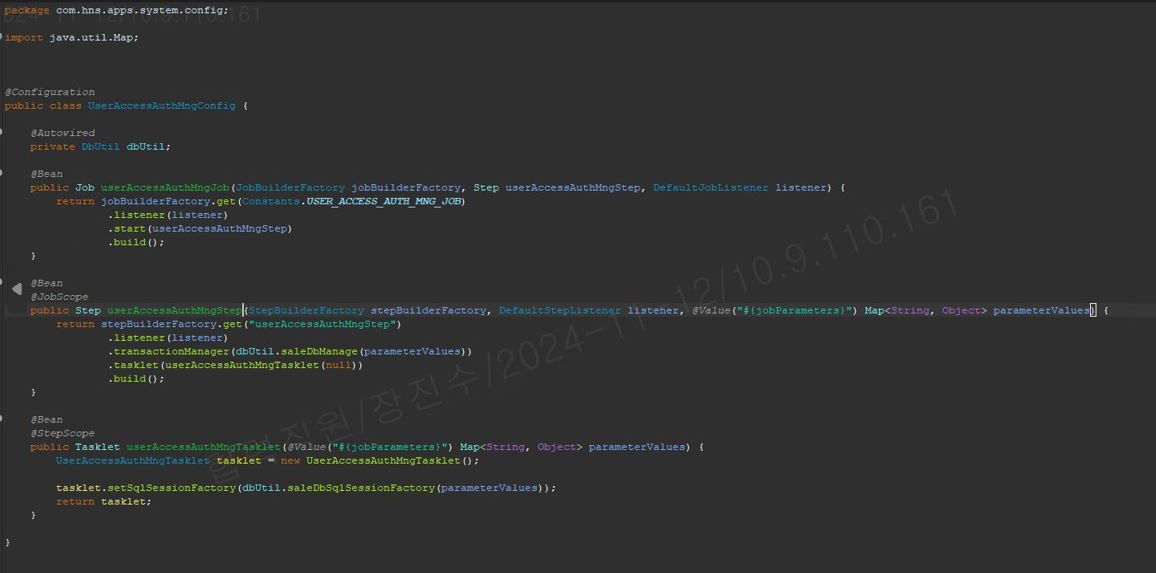 package com.hns.apps.system.config;
import java.util.Map;
@Configuration
public class UserAccessAuthMngConfig {
@Autowired
private DbUtil dbUtil;
@Bean
public Job userAccessAuthMngJob(JobBuilderFactory jobBuilderFactory, Step userAccessAuthMngStep, DefaultJobListener listener) {
return jobBuilderFactory.get(Constants.USER_ACCESS_AUTH_MNG_JOB)
.listener(listener)
.start(userAccessAuthMngStep)
.build();
}
@Bean
@JobScope
public Step userAccessAuthMngStep(StepBuilderFactory stepBuilderFactory, DefaultStepListener listener, @Value("#{jobParameters}") Map<String, Object> parameterValues) {
return stepBuilderFactory.get("userAccessAuthMngStep")
.listener(listener)
.transactionManager(dbUtil.saleDbManage(parameterValues))
.tasklet(userAccessAuthMngTasklet(null))
.build();
}
@Bean
@StepScope
public Tasklet userAccessAuthMngTasklet(@Value("#{jobParameters}") Map<String, Object> parameterValues) {
UserAccessAuthMngTasklet tasklet = new UserAccessAuthMngTasklet();
tasklet.setSqlSessionFactory(dbUtil.saleDbSqlSessionFactory(parameterValues));
return tasklet;
}
}
/장진수/2024-11-12/10.9.110.161